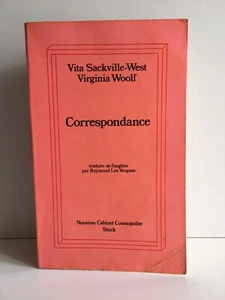 Vita Sackville-West
Virginia Woolf
Correspondance
traduite de l'anglais
par Raymond Las Vergnas
Nouveau Cabinet Cosmopolite
Stock